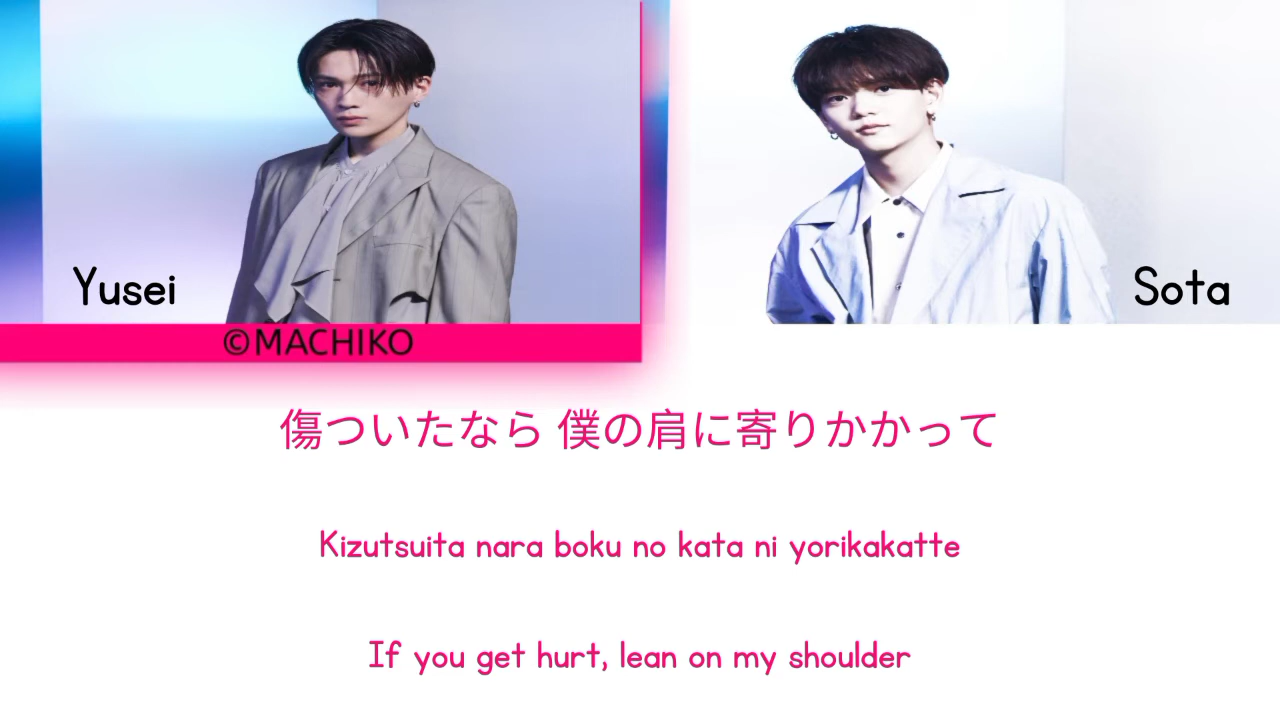 Yusei
Sota
©MACHIKO
傷ついたなら 僕の肩に寄りかかって
Kizutsuita nara boku no kata ni yorikakatte
If you get hurt, lean on my shoulder